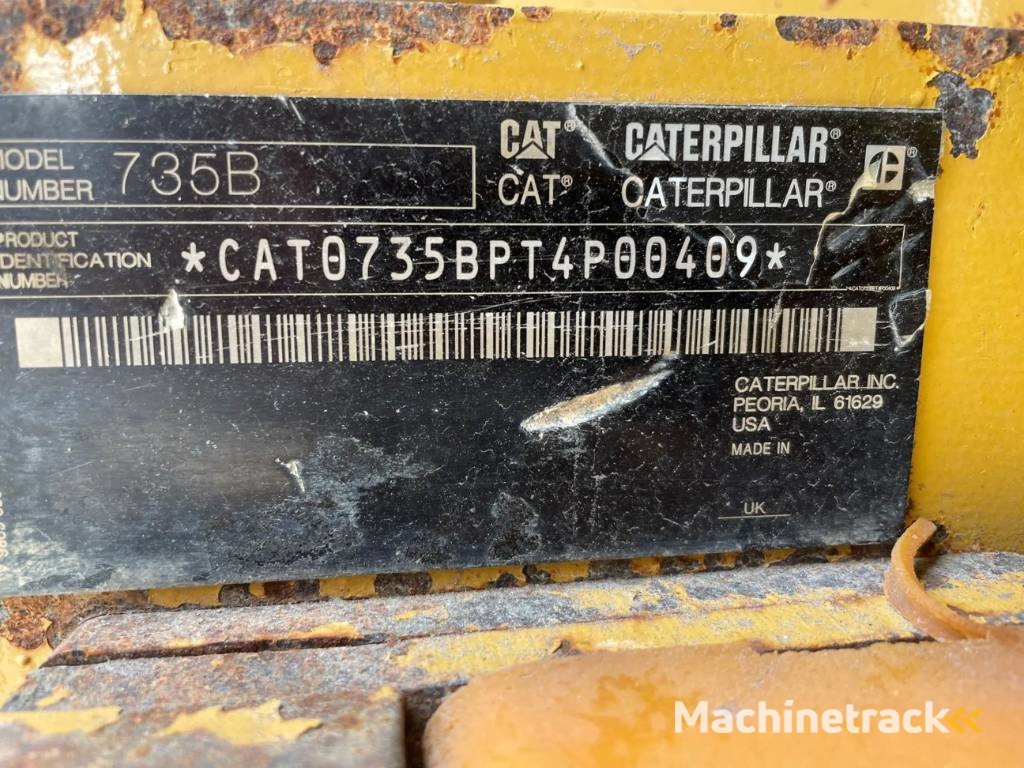 MODEL
NUMBER 735B
CAT® CATERPILLAR®
CAT® CATERPILLAR®
PRODUCT
IDENTIFICATION
NUMBER
*CAT0735BPT4P00409*
*CAT0735BPT4P00409*
CATERPILLAR INC.
PEORIA, IL 61629
USA
MADE IN
UK
Machinetrack